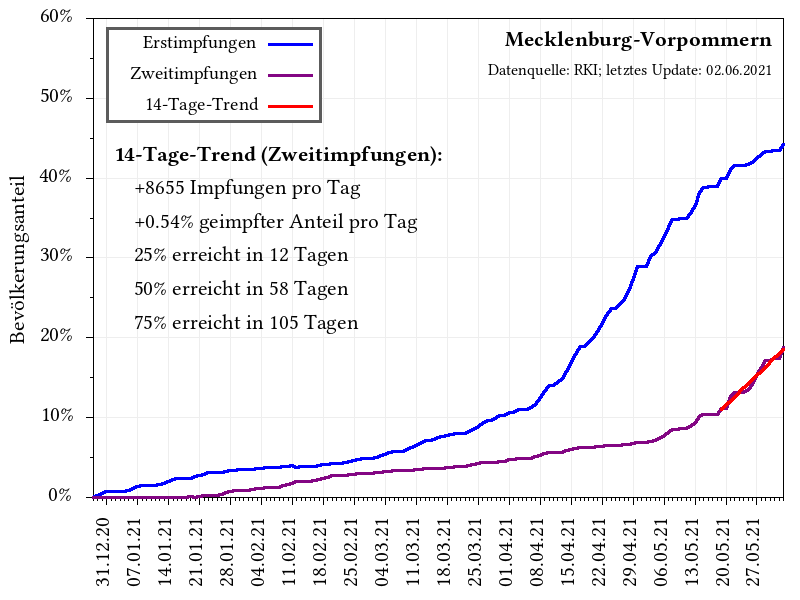 60%
50%
40%
30%
20%
10%
0%
Bevölkerungsanteil
Erstimpfungen
Zweitimpfungen
14-Tage-Trend
Mecklenburg-Vorpommern
Datenquelle: RKI; letztes Update: 02.06.2021
14-Tage-Trend (Zweitimpfungen):
+8655 Impfungen pro Tag
+0.54% geimpfter Anteil pro Tag
25% erreicht in 12 Tagen
50% erreicht in 58 Tagen
75% erreicht in 105 Tagen
31.12.20
07.01.21
14.01.21
21.01.21
28.01.21
04.02.21
11.02.21
18.02.21
25.02.21
04.03.21
11.03.21
18.03.21
25.03.21
01.04.21
08.04.21
15.04.21
22.04.21
29.04.21
06.05.21
13.05.21
20.05.21
27.05.21